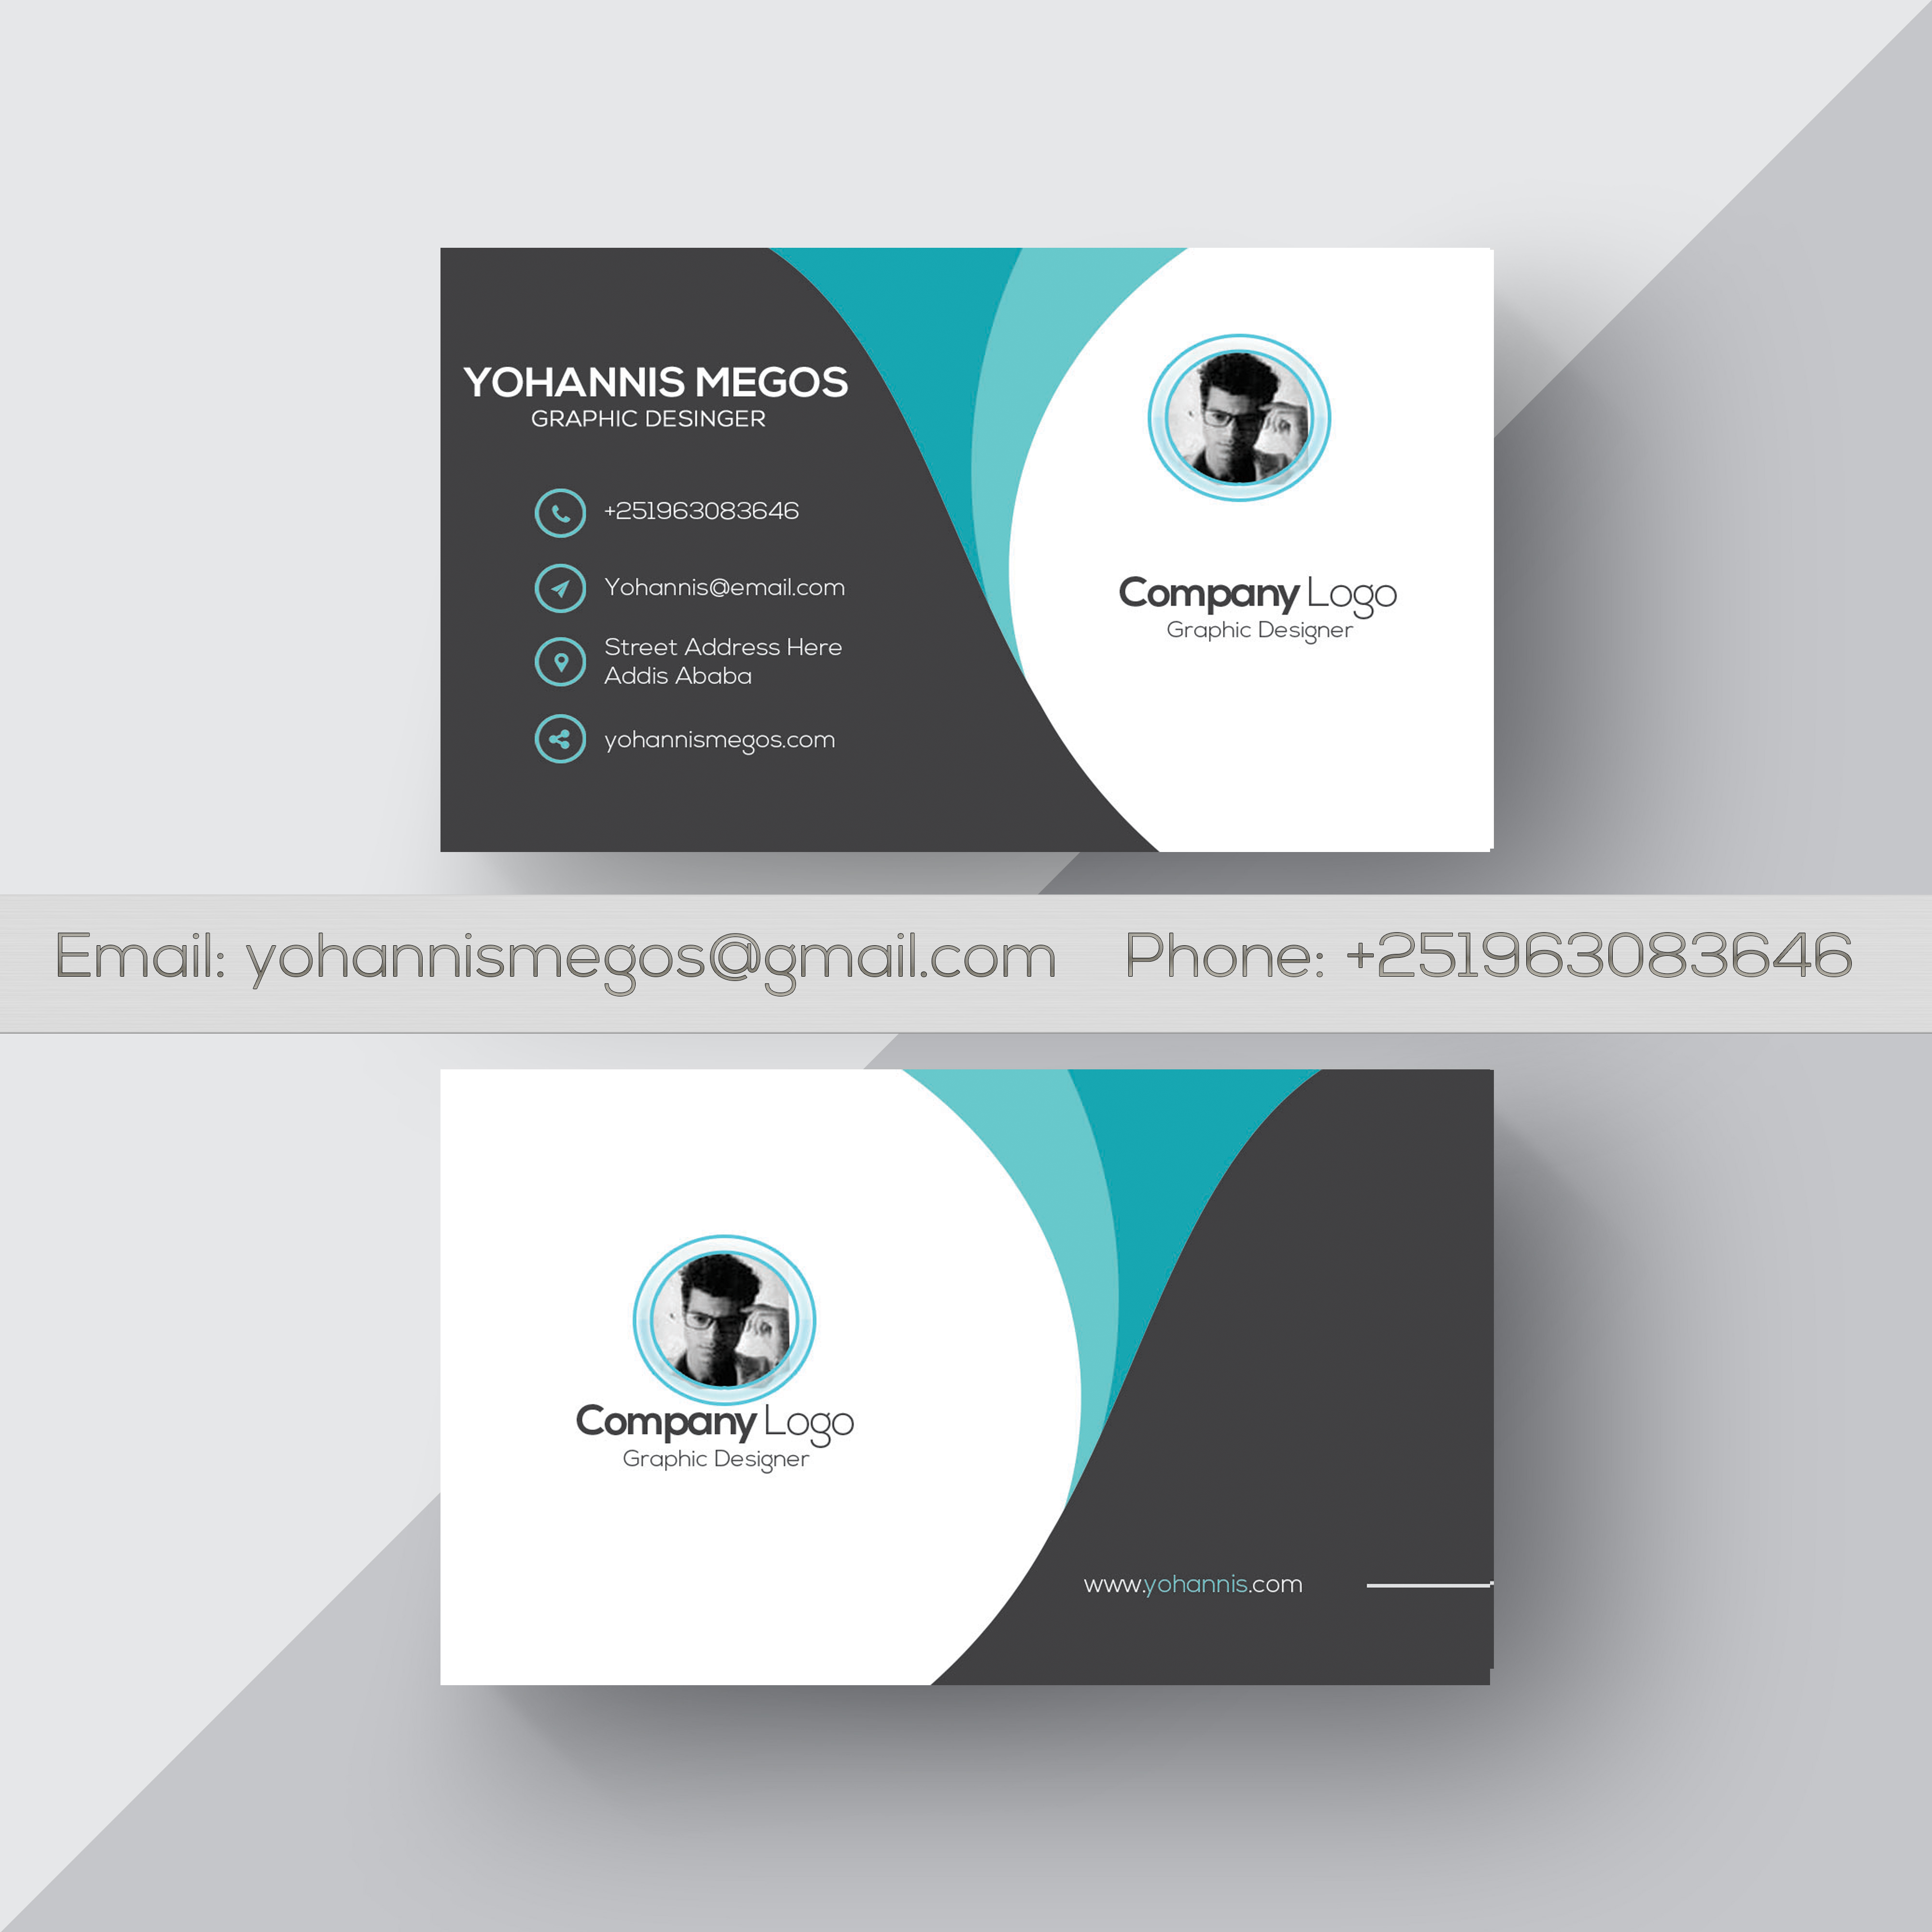 YOHANNIS MEGOS
GRAPHIC DESINGER
+251963083646
Yohannis@email.com
Street Address Here
Addis Ababa
yohannismegos.com
Company Logo
Graphic Designer
Email: yohannismegos@gmail.com Phone: +251963083646
Company Logo
Graphic Designer
www.yohannis.com